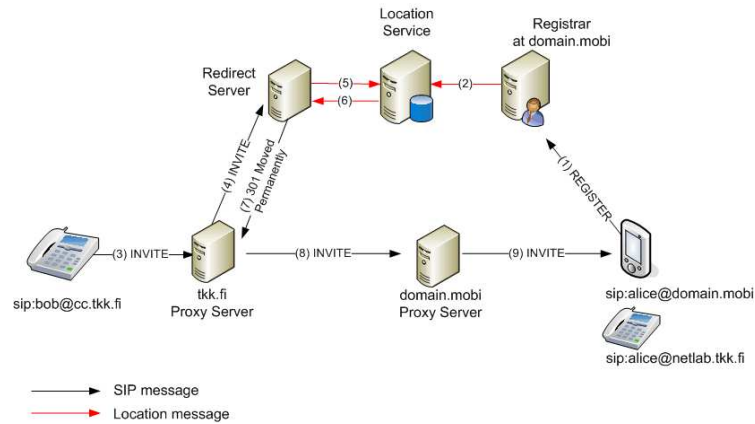 Location
Service
Registrar
at domain.mobi
Redirect
Server
(5)
(2)
(6)
(4) INVITE
(7) 301 Moved
Permanently
(1) REGISTER
(3) INVITE
(8) INVITE
(9) INVITE
sip:bob@cc.tkk.fi
tkk.fi
Proxy Server
domain.mobi
Proxy Server
sip:alice@domain.mobi
sip:alice@netlab.tkk.fi
SIP message
Location message